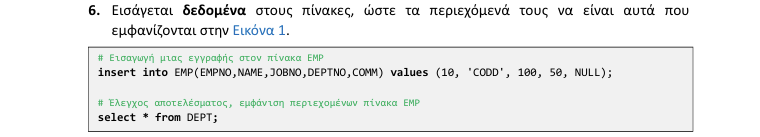 6. Εισάγεται δεδομένα στους πίνακες, ώστε τα περιεχόμενά τους να είναι αυτά που
εμφανίζονται στην Εικόνα 1.
# Εισαγωγή μιας εγγραφής στον πίνακα EMP
insert into EMP(EMPNO,NAME,JOBNO,DEPTNO,COMM) values (10, 'CODD', 100, 50, NULL);
# Έλεγχος αποτελέσματος, εμφάνιση περιεχομένων πίνακα EMP
select * from DEPT;